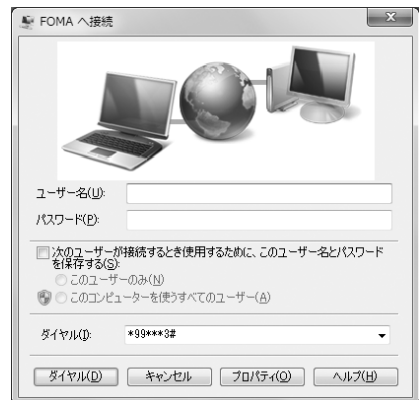 FOMA へ接続
ユーザー名(U):
パスワード(P):
次のユーザーが接続するとき使用するために、このユーザー名とパスワード
を保存する(S):
このユーザーのみ(N)
このコンピューターを使うすべてのユーザー(A)
ダイヤル(I): *99***3#
ダイヤル(D) キャンセル プロパティ(O) ヘルプ(H)